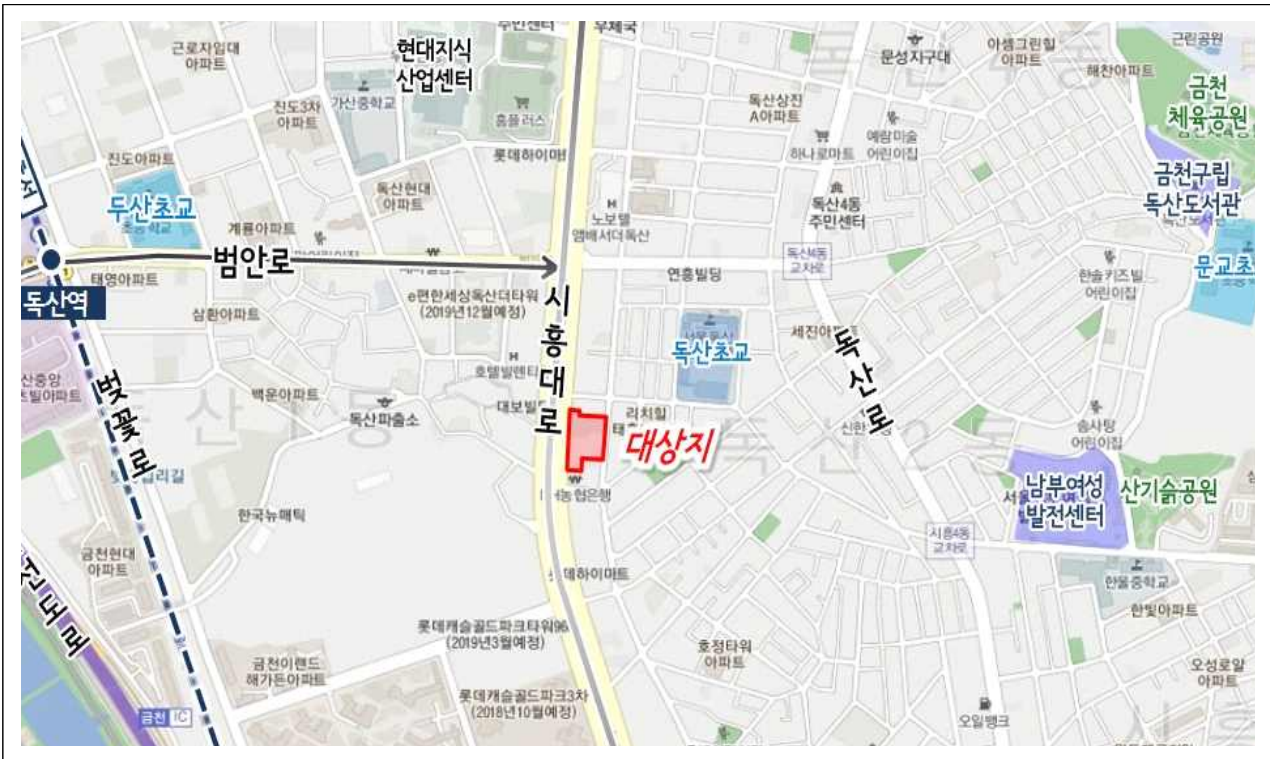 주민센터
우체국
근로자임대
아파트
현대지식
산업센터
문성지구대
아셈그린힐
아파트
근린공원
해찬아파트
금천
체육공원
진도3차
아파트
가산중학교
홈플러스
독산상진
A아파트
하나로마트
예람미술
어린이집
진도아파트
롯데하이마트
금천구립
독산도서관
두산초교
독산현대
아파트
노보텔
앰배서더독산
독산4동
주민센터
계룡아파트
범안로
독산4동
교차로
연흥빌딩
문교초
한솔키즈빌
어린이집
태영아파트
독산역
e편한세상독산더타워
(2019년12월예정)
시흥대로
삼환아파트
독산초교
세진아파트
독산로
호텔빌렌티
벚꽃로
백운아파트
독산파출소
대보빌딩
리치힐
대상지
독산2동
솔사탕
어린이집
농협은행
남부여성
발전센터
산기슭공원
한국뉴매틱
시흥4동
교차로
금천현대
아파트
롯데하이마트
한울중학교
한빛아파트
롯데캐슬골드파크타워96
(2019년3월예정)
호정타워
아파트
금천이랜드
해가든아파트
오성로얄
아파트
롯데캐슬골드파크3차
(2018년10월예정)
금천 IC
오일뱅크